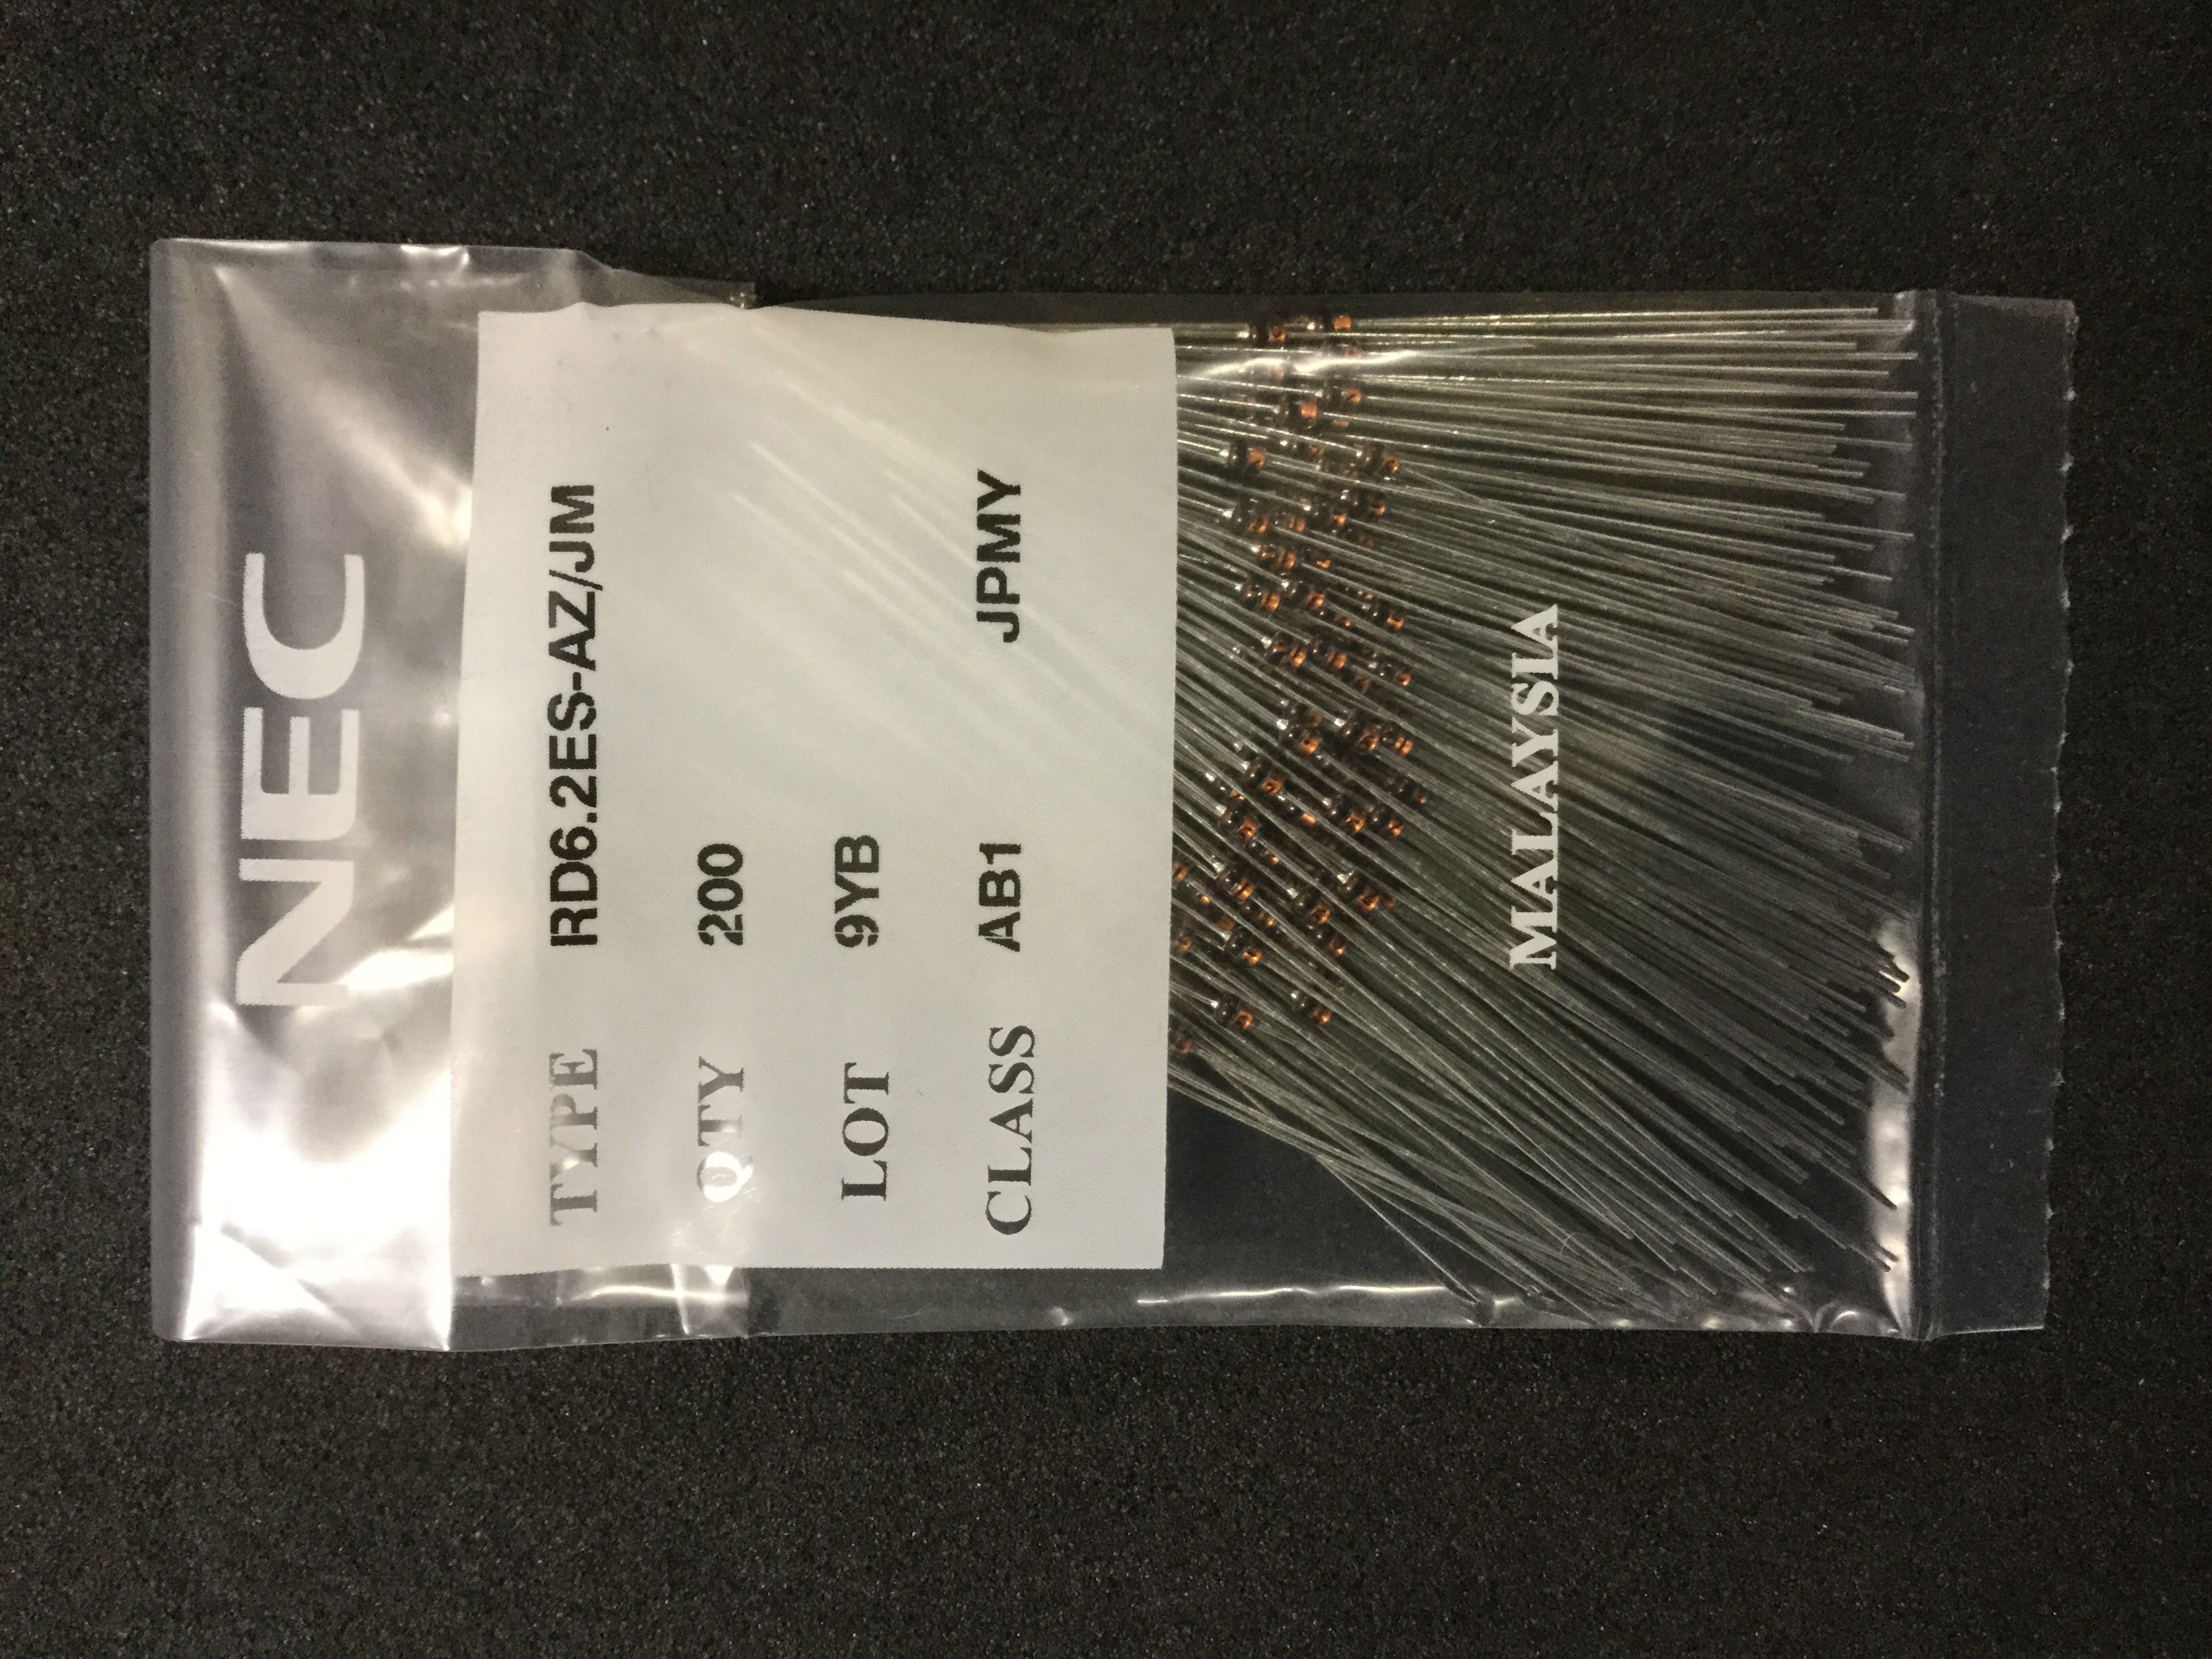 NEC
TYPE RD6.2ES-AZ/JM
QTY 200
LOT 9YB
CLASS AB1 JPMY
MALAYSIA